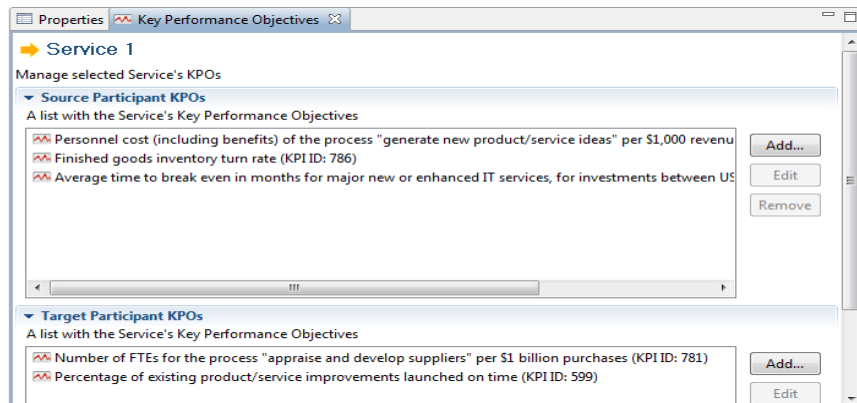 Properties Key Performance Objectives
Service 1
Manage selected Service's KPOs
Source Participant KPOs
A list with the Service's Key Performance Objectives
Personnel cost (including benefits) of the process "generate new product/service ideas" per $1,000 revenu
Add...
Finished goods inventory turn rate (KPI ID: 786)
Average time to break even in months for major new or enhanced IT services, for investments between US
Edit
Remove
Target Participant KPOs
A list with the Service's Key Performance Objectives
Number of FTEs for the process "appraise and develop suppliers" per $1 billion purchases (KPI ID: 781)
Add...
Percentage of existing product/service improvements launched on time (KPI ID: 599)
Edit